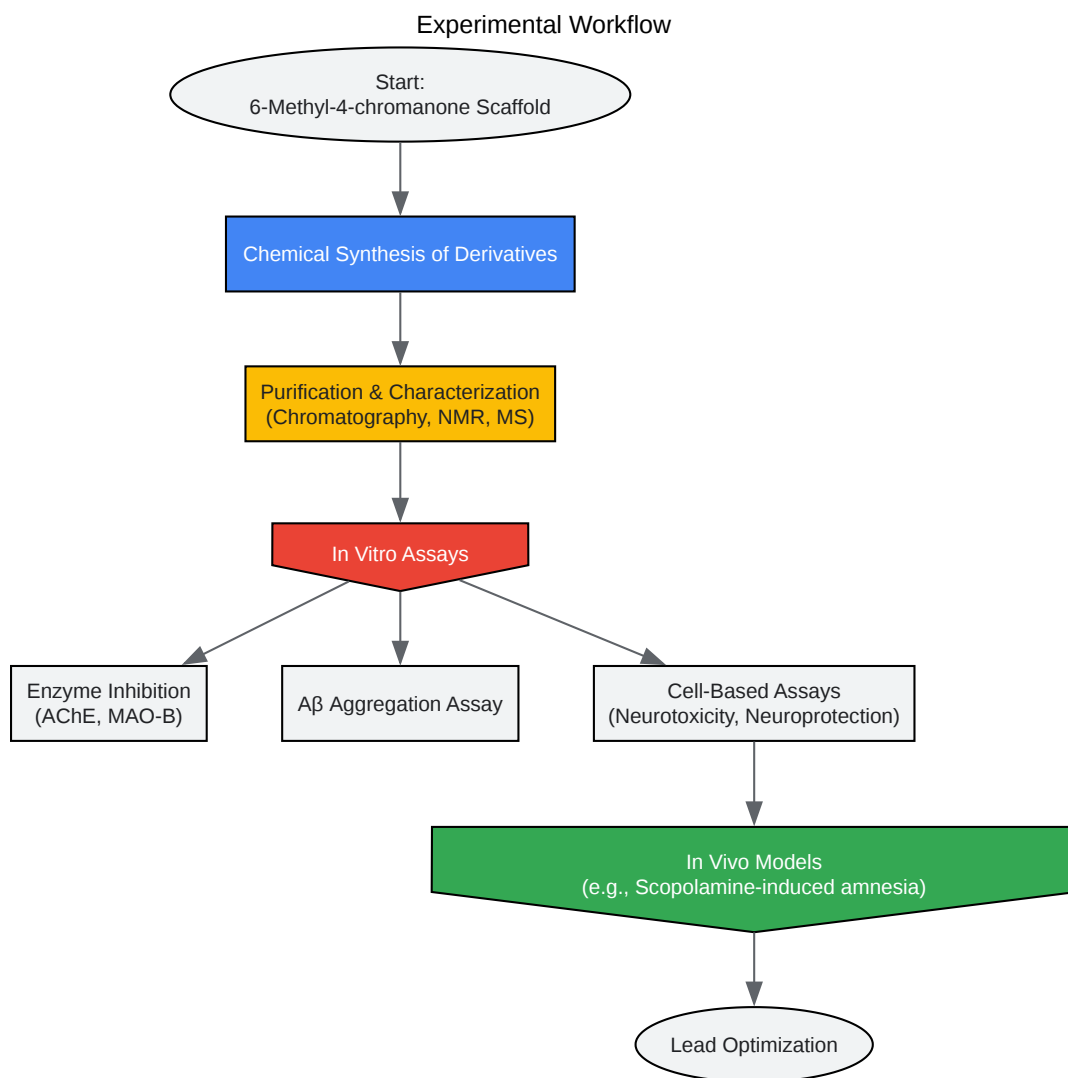 Experimental Workflow
Start:
6-Methyl-4-chromanone Scaffold
Chemical Synthesis of Derivatives
Purification & Characterization
(Chromatography, NMR, MS)
In Vitro Assays
Enzyme Inhibition
(AChE, MAO-B)
Aβ Aggregation Assay
Cell-Based Assays
(Neurotoxicity, Neuroprotection)
In Vivo Models
(e.g., Scopolamine-induced amnesia)
Lead Optimization